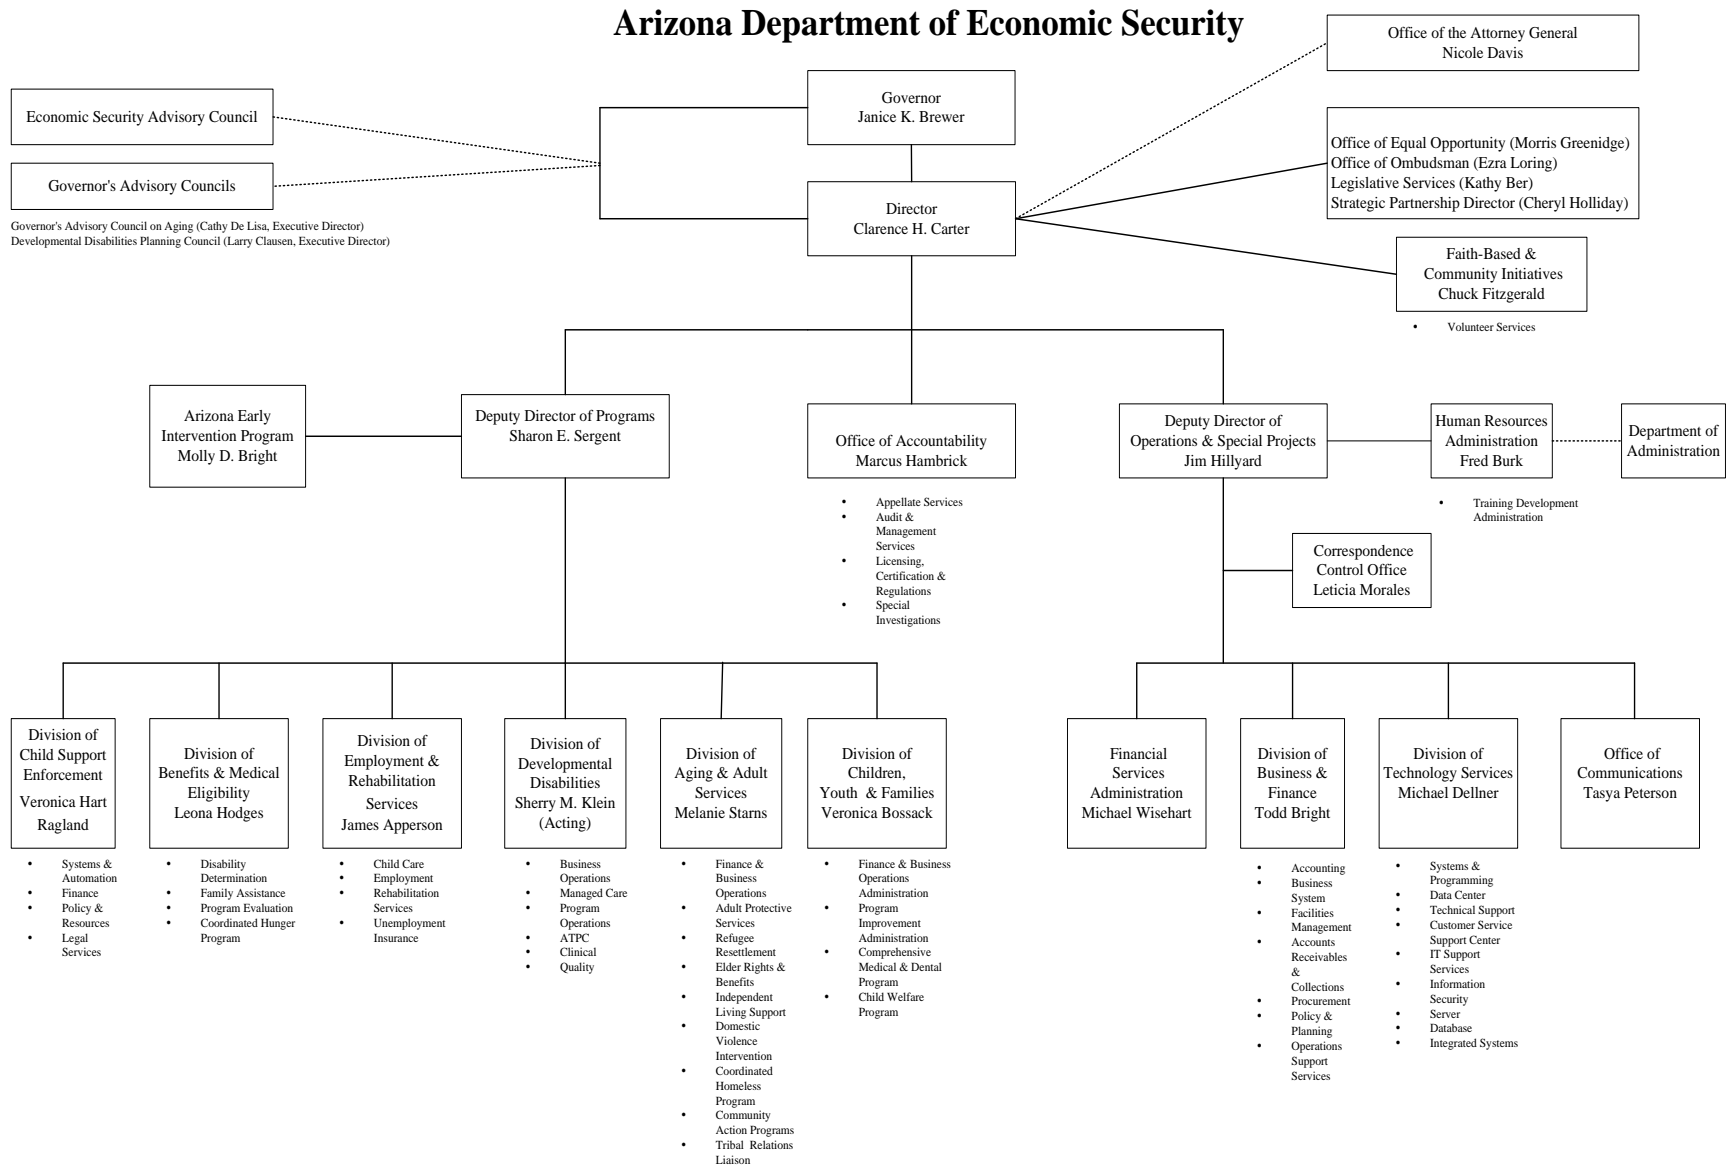 Arizona Department of Economic Security
Office of the Attorney General
Nicole Davis
Governor
Janice K. Brewer
Economic Security Advisory Council
Governor's Advisory Councils
Governor's Advisory Council on Aging (Cathy De Lisa, Executive Director)
Developmental Disabilities Planning Council (Larry Clausen, Executive Director)
Office of Equal Opportunity (Morris Greenidge)
Office of Ombudsman (Ezra Loring)
Legislative Services (Kathy Ber)
Strategic Partnership Director (Cheryl Holliday)
Director
Clarence H. Carter
Faith-Based &
Community Initiatives
Chuck Fitzgerald
• Volunteer Services
Arizona Early
Intervention Program
Molly D. Bright
Deputy Director of Programs
Sharon E. Sergent
Office of Accountability
Marcus Hambrick
• Appellate Services
• Audit &
Management
Services
• Licensing,
Certification &
Regulations
• Special
Investigations
Deputy Director of
Operations & Special Projects
Jim Hillyard
Human Resources
Administration
Fred Burk
• Training Development
Administration
Department of
Administration
Correspondence
Control Office
Leticia Morales
Division of
Child Support
Enforcement
Veronica Hart
Ragland
• Systems &
Automation
• Finance
• Policy &
Resources
• Legal
Services
Division of
Benefits & Medical
Eligibility
Leona Hodges
• Disability
Determination
• Family Assistance
• Program Evaluation
• Coordinated Hunger
Program
Division of
Employment &
Rehabilitation
Services
James Apperson
• Child Care
• Employment
• Rehabilitation
Services
• Unemployment
Insurance
Division of
Developmental
Disabilities
Sherry M. Klein
(Acting)
• Business
Operations
• Managed Care
• Program
Operations
• ATPC
• Clinical
• Quality
Division of
Aging & Adult
Services
Melanie Starns
• Finance &
Business
Operations
• Adult Protective
Services
• Refugee
Resettlement
• Elder Rights &
Benefits
• Independent
Living Support
• Domestic
Violence
Intervention
• Coordinated
Homeless
Program
• Community
Action Programs
• Tribal Relations
Liaison
Division of
Children,
Youth & Families
Veronica Bossack
• Finance & Business
Operations
Administration
• Program
Improvement
Administration
• Comprehensive
Medical & Dental
Program
• Child Welfare
Program
Financial
Services
Administration
Michael Wisehart
Division of
Business &
Finance
Todd Bright
• Accounting
• Business
System
• Facilities
Management
• Accounts
Receivables
&
Collections
• Procurement
• Policy &
Planning
• Operations
Support
Services
Division of
Technology Services
Michael Dellner
• Systems &
Programming
• Data Center
• Technical Support
• Customer Service
Support Center
• IT Support
Services
• Information
Security
• Server
• Database
• Integrated Systems
Office of
Communications
Tasya Peterson